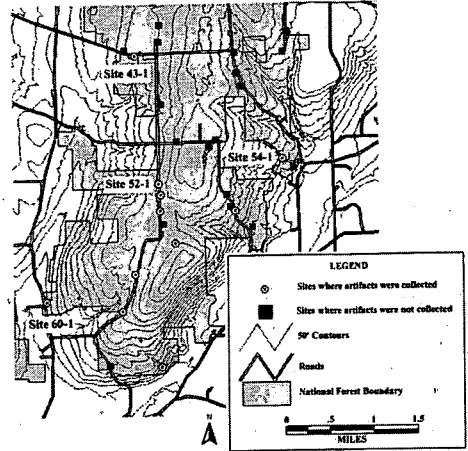 Site 43-1
Site 54-1
Site 52-1
Site 60-1
LEGEND
Sites where artifacts were collected
Sites where artifacts were not collected
50' Contours
Roads
National Forest Boundary
0 .5 1 1.5
MILES
N